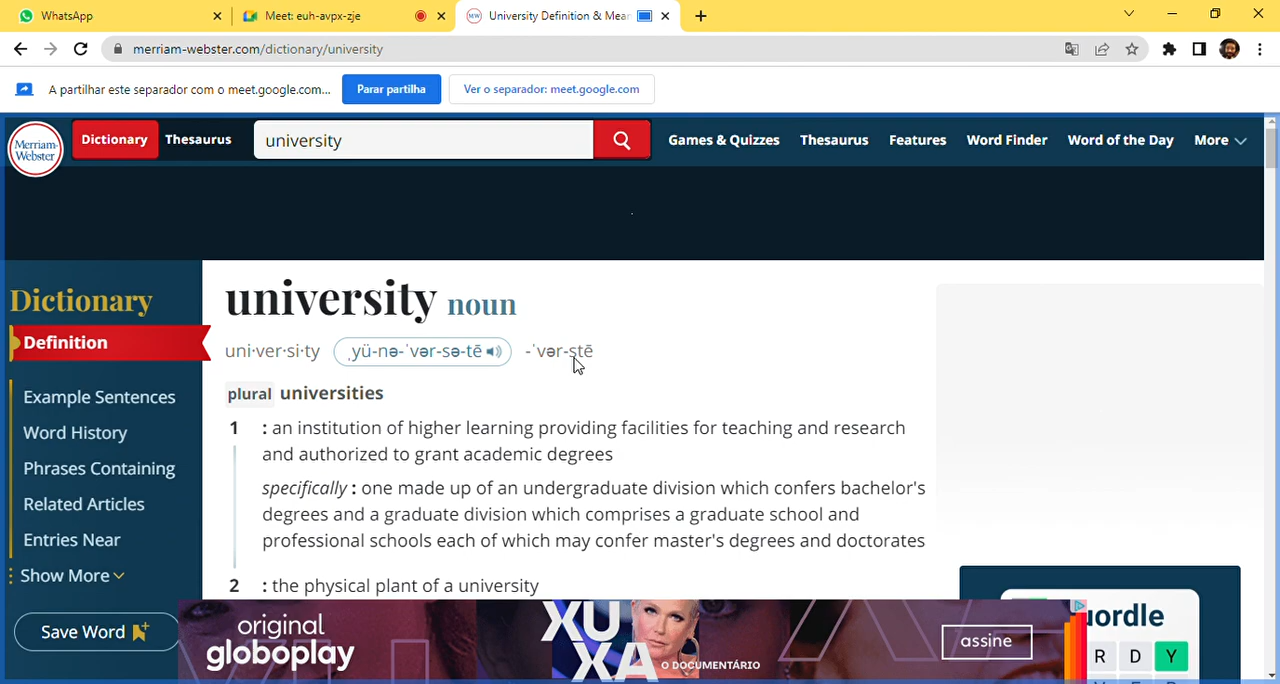 WhatsApp
Meet: euh-avpx-zje
University Definition & Mear
merriam-webster.com/dictionary/university
A partilhar este separador com o meet.google.com...
Parar partilha
Ver o separador: meet.google.com
Merriam-
Webster
Dictionary
Thesaurus
university
Games & Quizzes
Thesaurus
Features
Word Finder
Word of the Day
More
Dictionary
Definition
Example Sentences
Word History
Phrases Containing
Related Articles
Entries Near
Show More
Save Word
university noun
uni·ver·si·ty ˌyü-nə-ˈvər-sə-tē -ˈvər-stē
plural universities
1 : an institution of higher learning providing facilities for teaching and research
and authorized to grant academic degrees
specifically : one made up of an undergraduate division which confers bachelor's
degrees and a graduate division which comprises a graduate school and
professional schools each of which may confer master's degrees and doctorates
2 : the physical plant of a university
original
globoplay
XU
XA
O DOCUMENTÁRIO
assine
uordle
R D Y